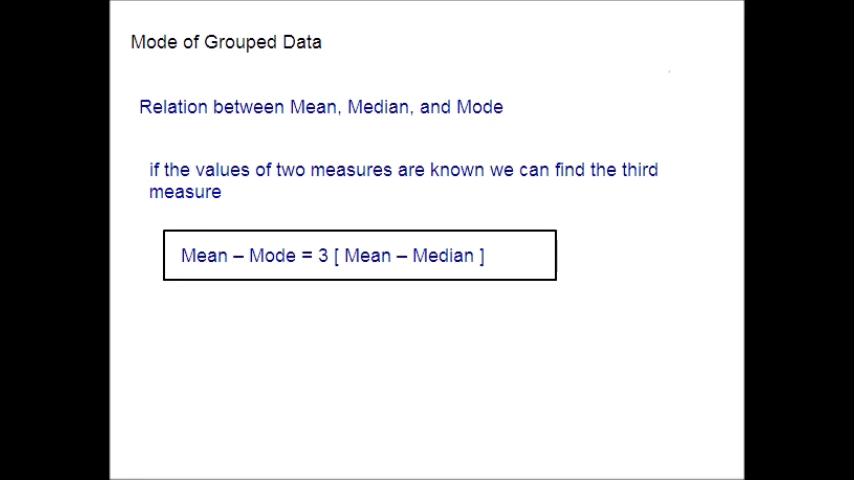 Mode of Grouped Data
Relation between Mean, Median, and Mode
if the values of two measures are known we can find the third
measure
Mean – Mode = 3 [ Mean – Median ]